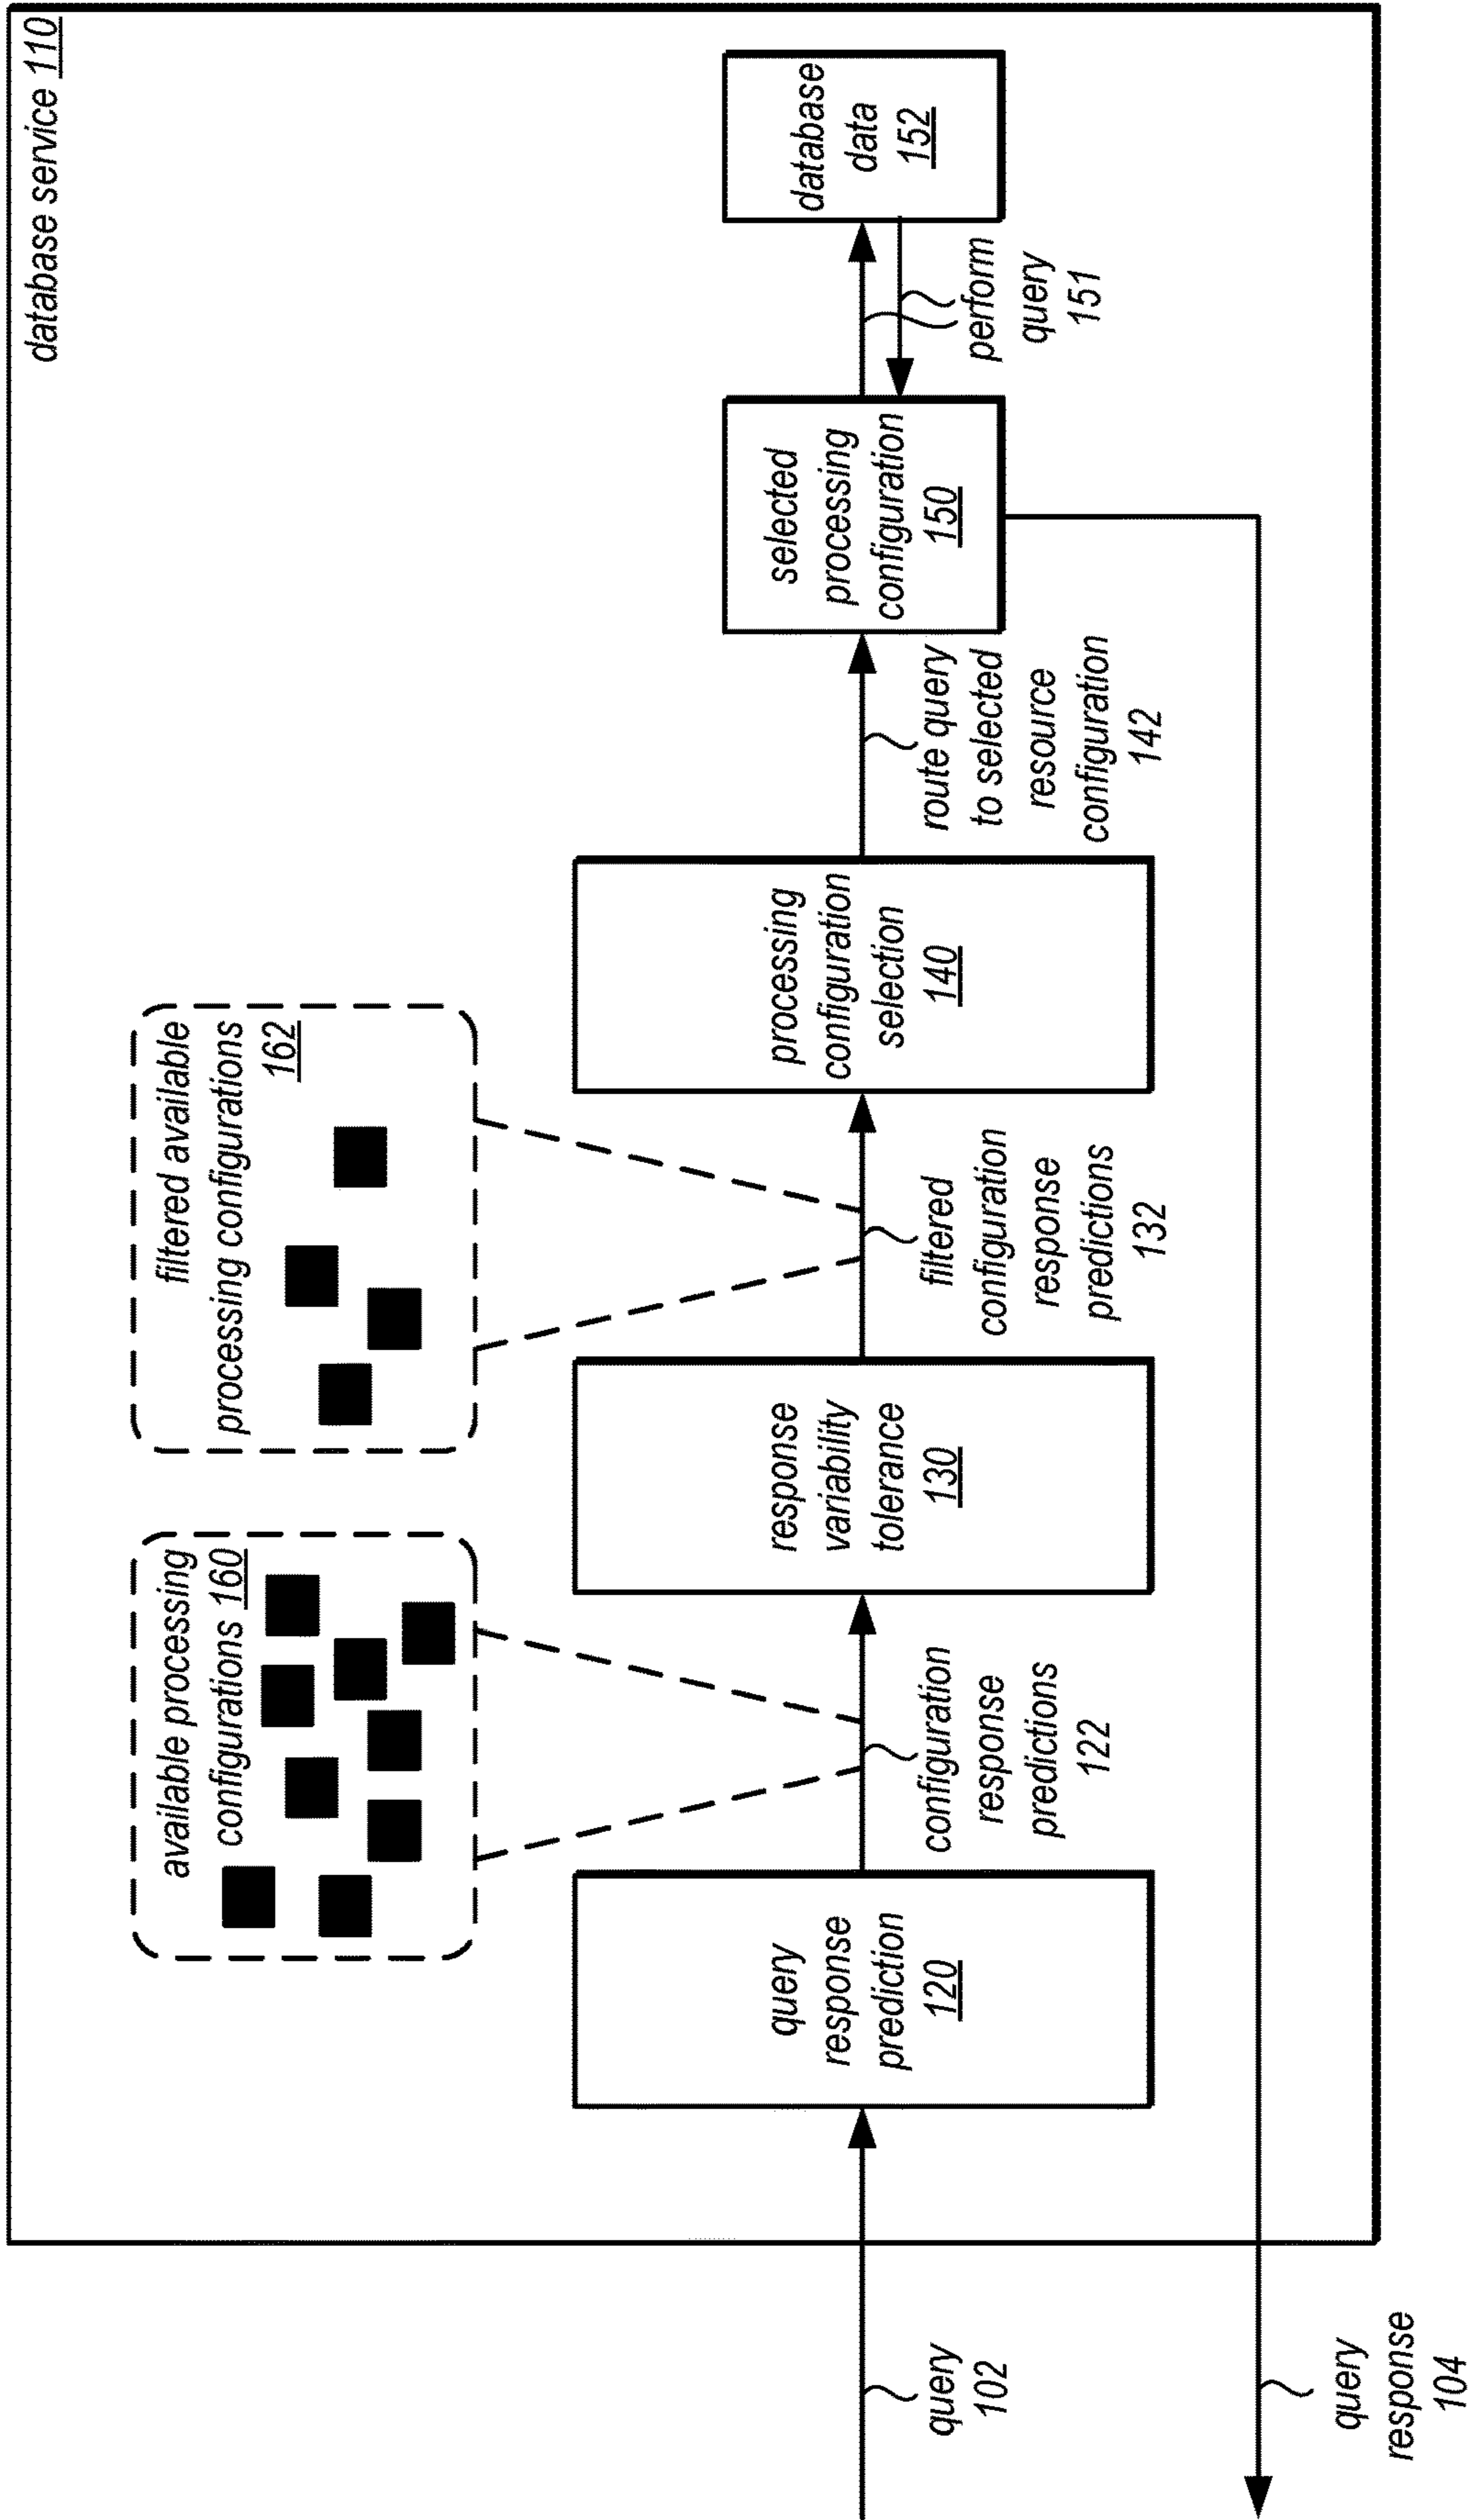 database service 110
available processing
configurations 160
filtered available
processing configurations
162
query
102
query
response
prediction
120
configuration
response
predictions
122
response
variability
tolerance
130
filtered
configuration
response
predictions
132
processing
configuration
selection
140
route query
to selected
resource
configuration
142
selected
processing
configuration
150
perform
query
151
database
data
152
query
response
104